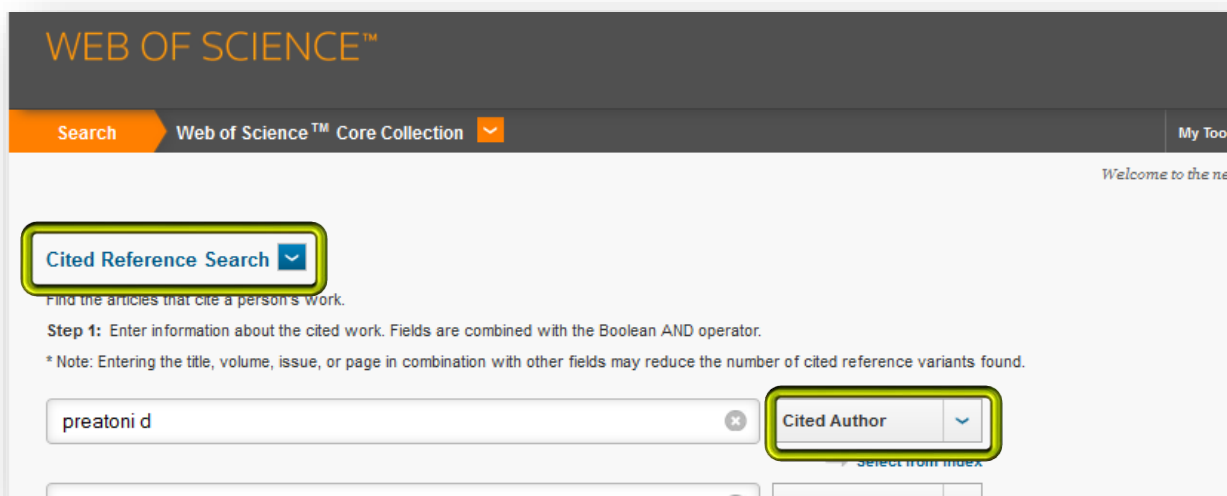 WEB OF SCIENCE™
Search Web of Science™ Core Collection My Too
Welcome to the ne
Cited Reference Search
Find the articles that cite a person's work.
Step 1: Enter information about the cited work. Fields are combined with the Boolean AND operator.
* Note: Entering the title, volume, issue, or page in combination with other fields may reduce the number of cited reference variants found.
preatoni d Cited Author
Select from Index